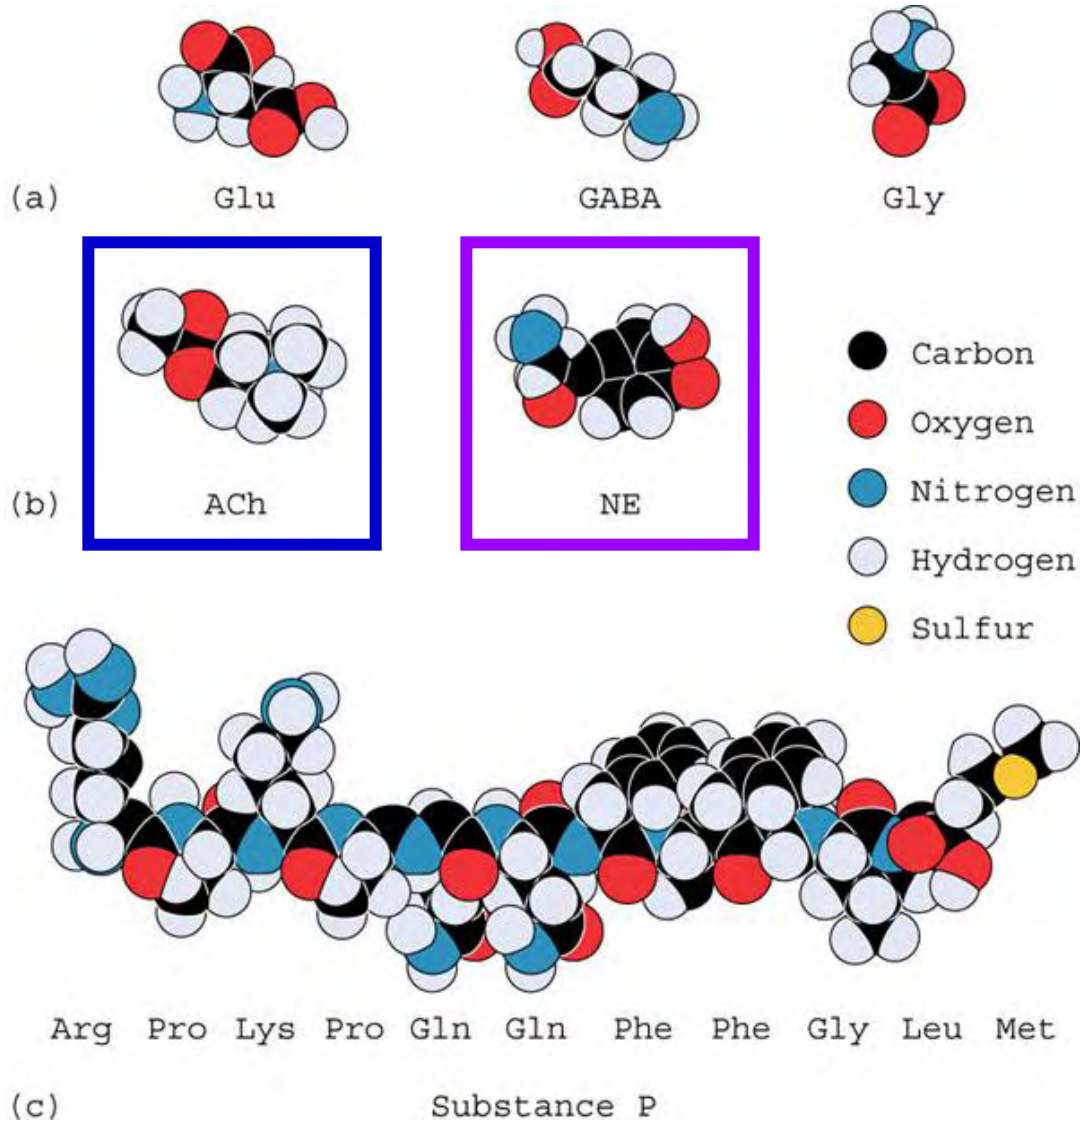 (a) Glu GABA Gly
(b) ACh NE
Carbon
Oxygen
Nitrogen
Hydrogen
Sulfur
Arg Pro Lys Pro Gln Gln Phe Phe Gly Leu Met
(c) Substance P